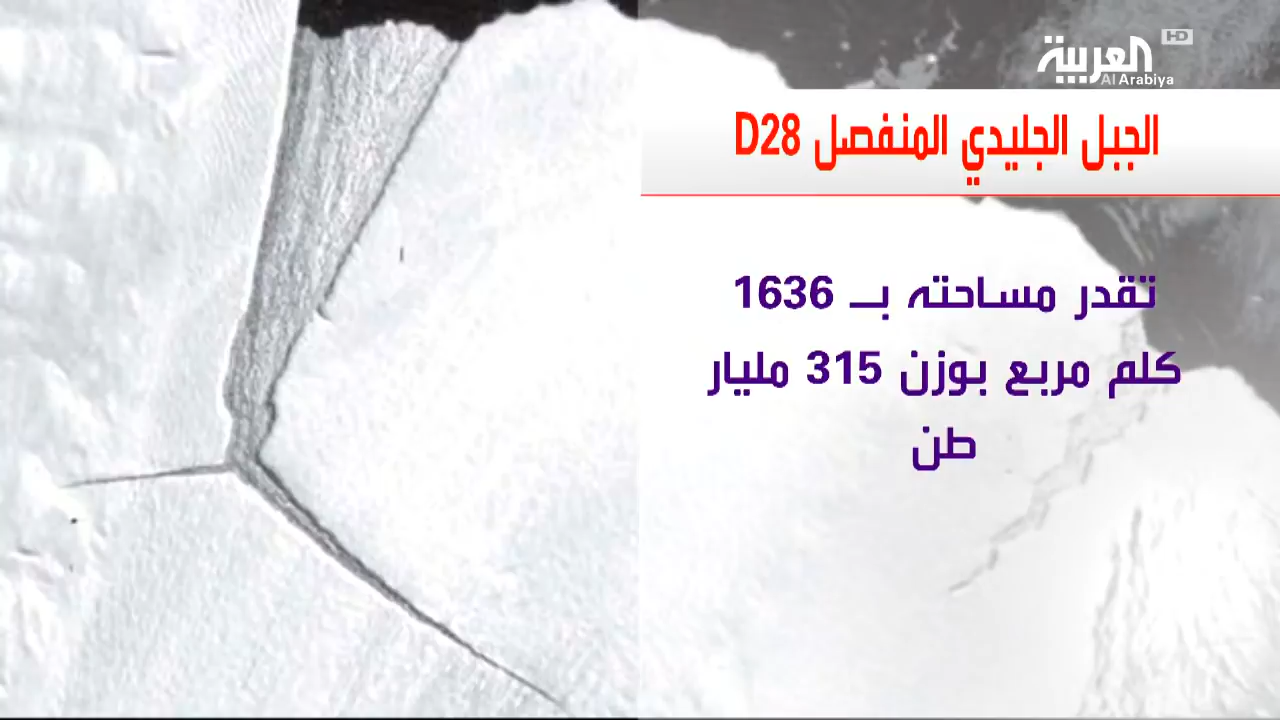 العربية HD
Al Arabiya
الجبل الجليدي المنفصل D28
تقدر مساحته بـ 1636
كلم مربع بوزن 315 مليار
طن